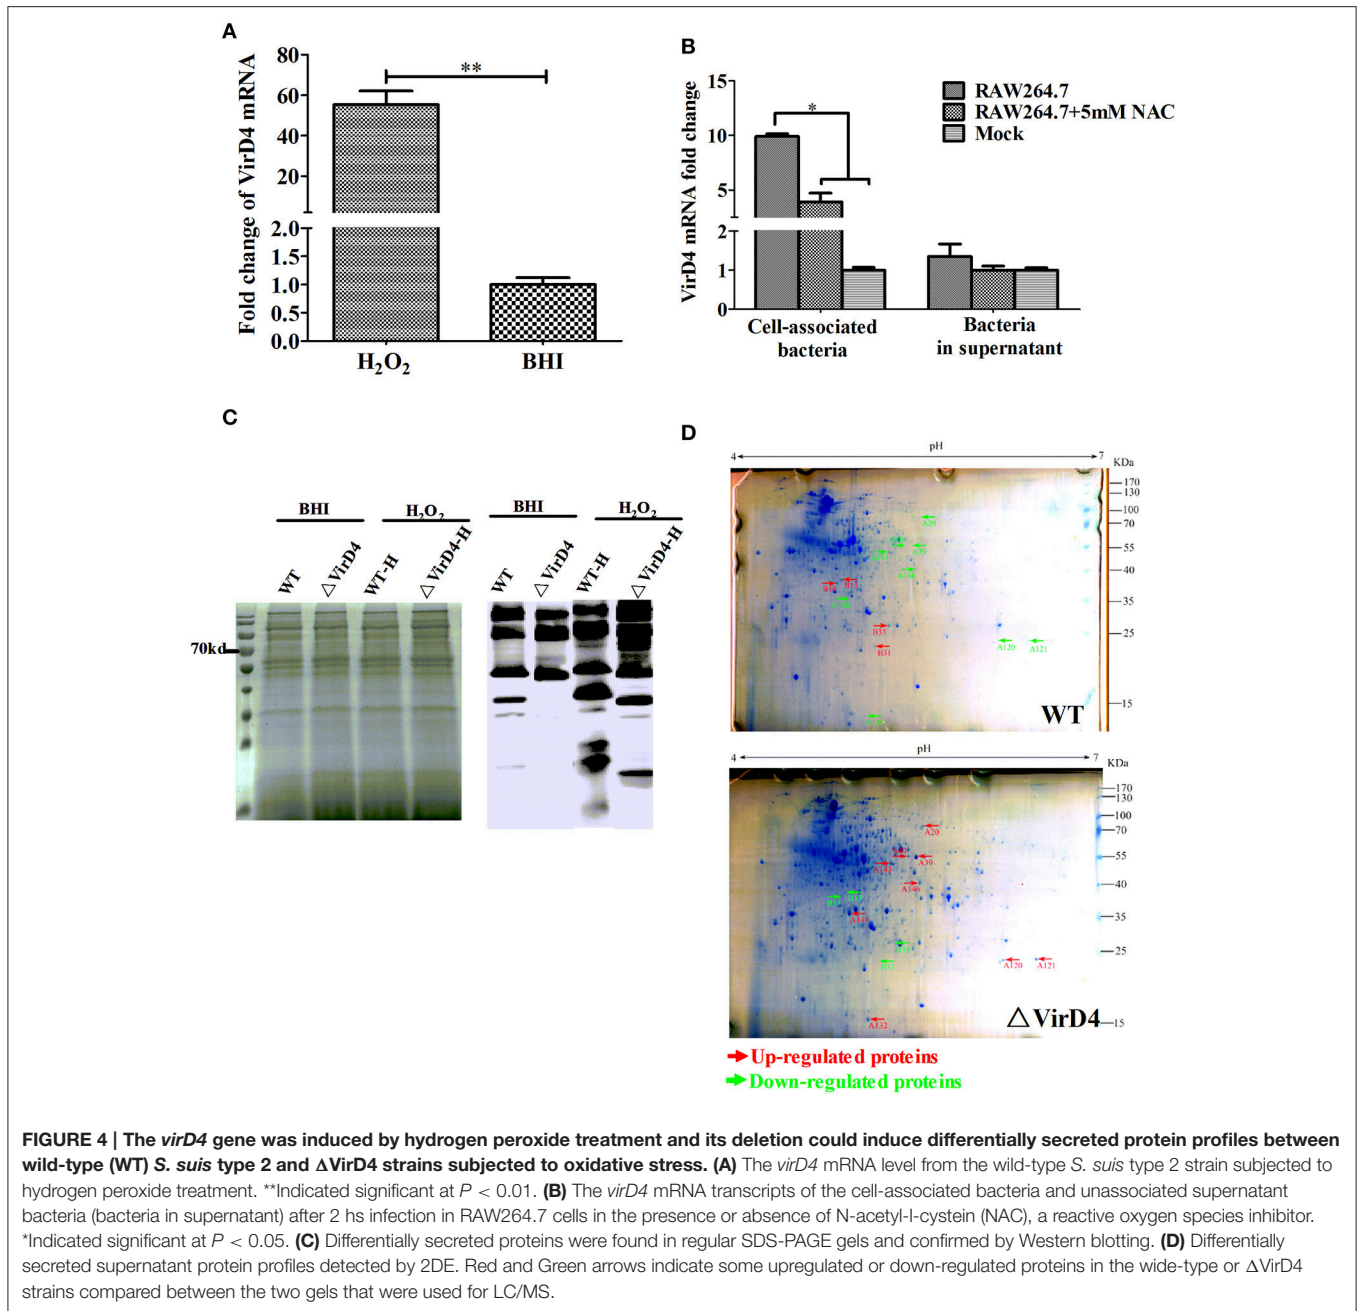 A
Fold change of VirD4 mRNA
80
60
40
20
2.0
1.5
1.0
0.5
0.0
**
H₂O₂
BHI
B
VirD4 mRNA fold change
15
10
5
2
1
0
*
RAW264.7
RAW264.7+5mM NAC
Mock
Cell-associated
bacteria
Bacteria
in supernatant
C
BHI
H₂O₂
WT
△VirD4
WT-H
△VirD4-H
70kd
BHI
H₂O₂
WT
△VirD4
WT-H
△VirD4-H
D
pH
4
7
KDa
170
130
100
70
55
40
35
25
15
A20
A39
B35
B31
A120
A121
WT
pH
4
7
KDa
170
130
100
70
55
40
35
25
15
A20
A39
A146
A120
A121
A132
△VirD4
Up-regulated proteins
Down-regulated proteins
FIGURE 4 | The virD4 gene was induced by hydrogen peroxide treatment and its deletion could induce differentially secreted protein profiles between
wild-type (WT) S. suis type 2 and ΔVirD4 strains subjected to oxidative stress. (A) The virD4 mRNA level from the wild-type S. suis type 2 strain subjected to
hydrogen peroxide treatment. **Indicated significant at P < 0.01. (B) The virD4 mRNA transcripts of the cell-associated bacteria and unassociated supernatant
bacteria (bacteria in supernatant) after 2 hs infection in RAW264.7 cells in the presence or absence of N-acetyl-l-cystein (NAC), a reactive oxygen species inhibitor.
*Indicated significant at P < 0.05. (C) Differentially secreted proteins were found in regular SDS-PAGE gels and confirmed by Western blotting. (D) Differentially
secreted supernatant protein profiles detected by 2DE. Red and Green arrows indicate some upregulated or down-regulated proteins in the wide-type or ΔVirD4
strains compared between the two gels that were used for LC/MS.